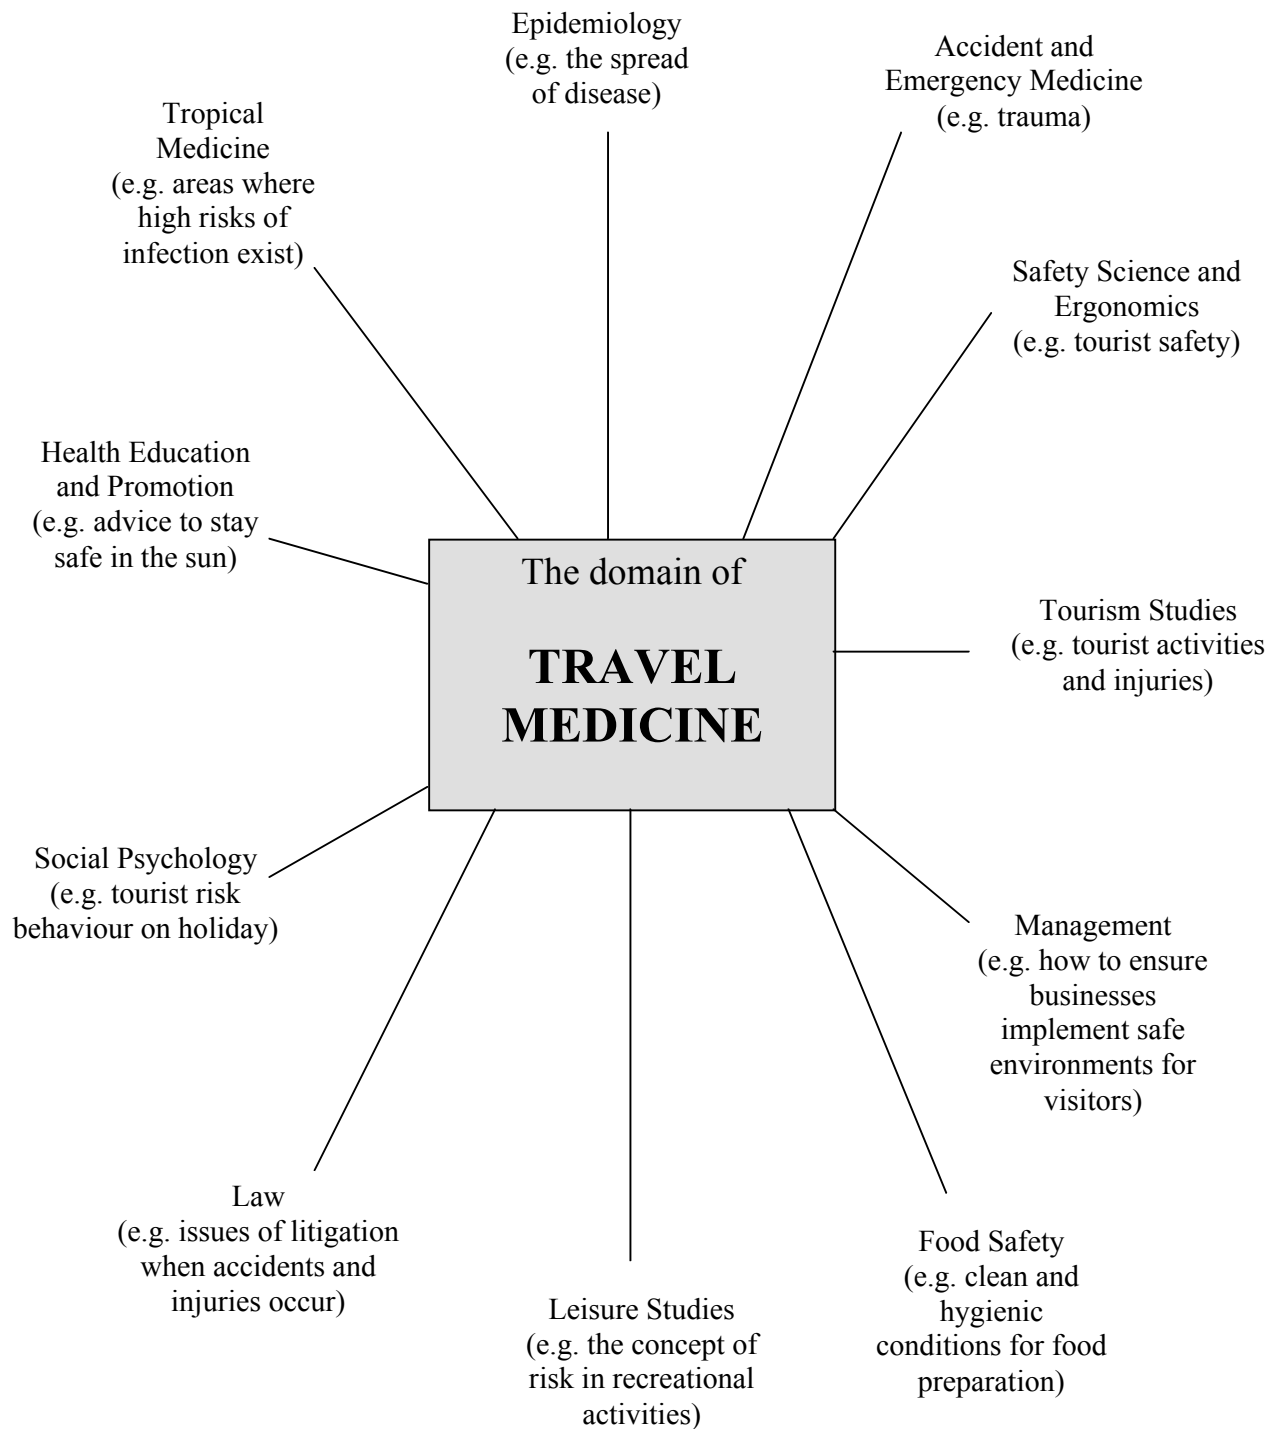 Epidemiology
(e.g. the spread
of disease)
Accident and
Emergency Medicine
(e.g. trauma)
Tropical
Medicine
(e.g. areas where
high risks of
infection exist)
Safety Science and
Ergonomics
(e.g. tourist safety)
Health Education
and Promotion
(e.g. advice to stay
safe in the sun)
The domain of
TRAVEL
MEDICINE
Tourism Studies
(e.g. tourist activities
and injuries)
Social Psychology
(e.g. tourist risk
behaviour on holiday)
Management
(e.g. how to ensure
businesses
implement safe
environments for
visitors)
Law
(e.g. issues of litigation
when accidents and
injuries occur)
Leisure Studies
(e.g. the concept of
risk in recreational
activities)
Food Safety
(e.g. clean and
hygienic
conditions for food
preparation)